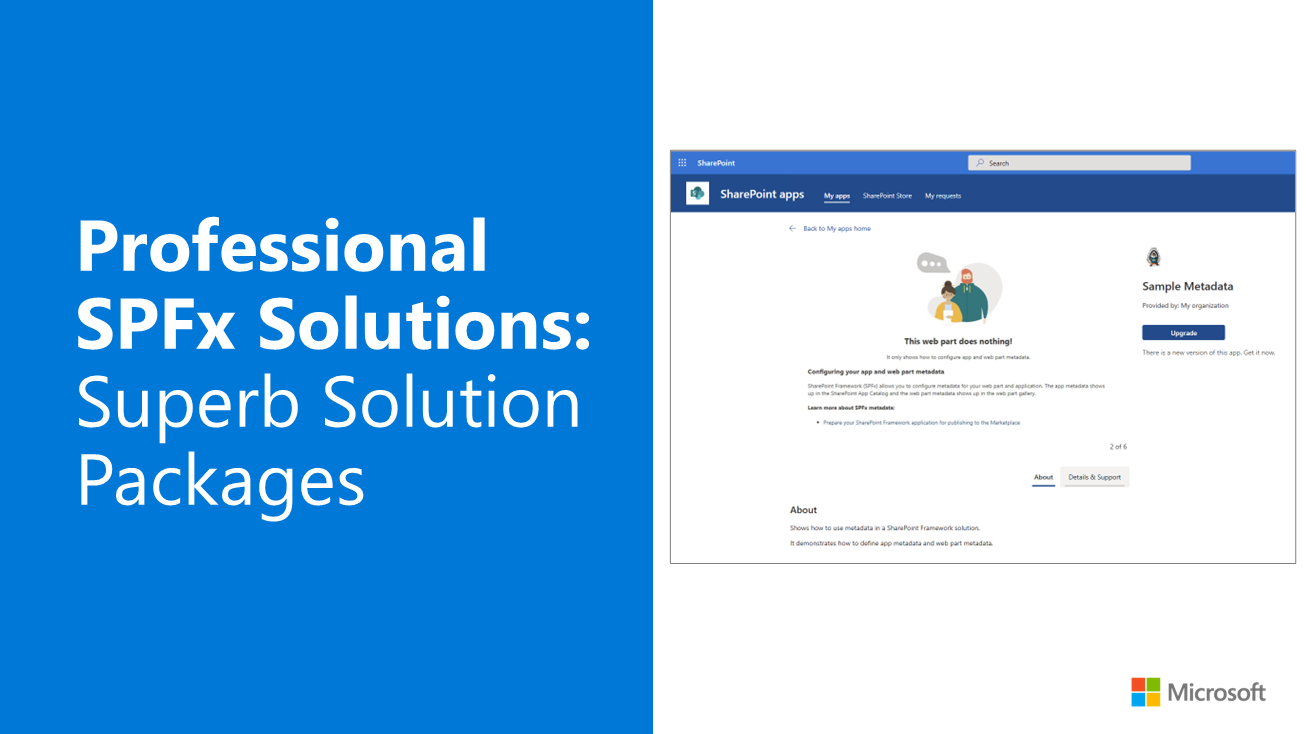 Professional
SPFx Solutions:
Superb Solution
Packages
SharePoint
Search
SharePoint apps
My apps
SharePoint Store
My requests
Back to My apps home
This web part does nothing!
It only shows how to configure app and web part metadata.
Configuring your app and web part metadata
SharePoint Framework (SPFx) allows you to configure metadata for your web part and application. The app metadata shows
up in the SharePoint App Catalog and the web part metadata shows up in the web part gallery.
Learn more about SPFx metadata:
• Prepare your SharePoint Framework application for publishing to the Marketplace
2 of 6
Sample Metadata
Provided by: My organization
Upgrade
There is a new version of this app. Get it now.
About
Details & Support
About
Shows how to use metadata in a SharePoint Framework solution.
It demonstrates how to define app metadata and web part metadata.
Microsoft